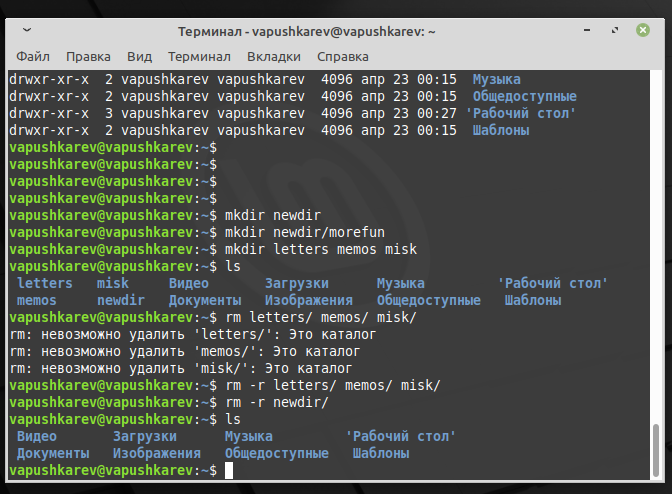 Терминал - vapushkarev@vapushkarev: ~
Файл Правка Вид Терминал Вкладки Справка
drwxr-xr-x 2 vapushkarev vapushkarev 4096 апр 23 00:15 Музыка
drwxr-xr-x 2 vapushkarev vapushkarev 4096 апр 23 00:15 Общедоступные
drwxr-xr-x 3 vapushkarev vapushkarev 4096 апр 23 00:27 'Рабочий стол'
drwxr-xr-x 2 vapushkarev vapushkarev 4096 апр 23 00:15 Шаблоны
vapushkarev@vapushkarev:~$
vapushkarev@vapushkarev:~$
vapushkarev@vapushkarev:~$
vapushkarev@vapushkarev:~$
vapushkarev@vapushkarev:~$ mkdir newdir
vapushkarev@vapushkarev:~$ mkdir newdir/morefun
vapushkarev@vapushkarev:~$ mkdir letters memos misk
vapushkarev@vapushkarev:~$ ls
letters misk Видео Загрузки Музыка 'Рабочий стол'
memos newdir Документы Изображения Общедоступные Шаблоны
vapushkarev@vapushkarev:~$ rm letters/ memos/ misk/
rm: невозможно удалить 'letters/': Это каталог
rm: невозможно удалить 'memos/': Это каталог
rm: невозможно удалить 'misk/': Это каталог
vapushkarev@vapushkarev:~$ rm -r letters/ memos/ misk/
vapushkarev@vapushkarev:~$ rm -r newdir/
vapushkarev@vapushkarev:~$ ls
Видео Загрузки Музыка 'Рабочий стол'
Документы Изображения Общедоступные Шаблоны
vapushkarev@vapushkarev:~$